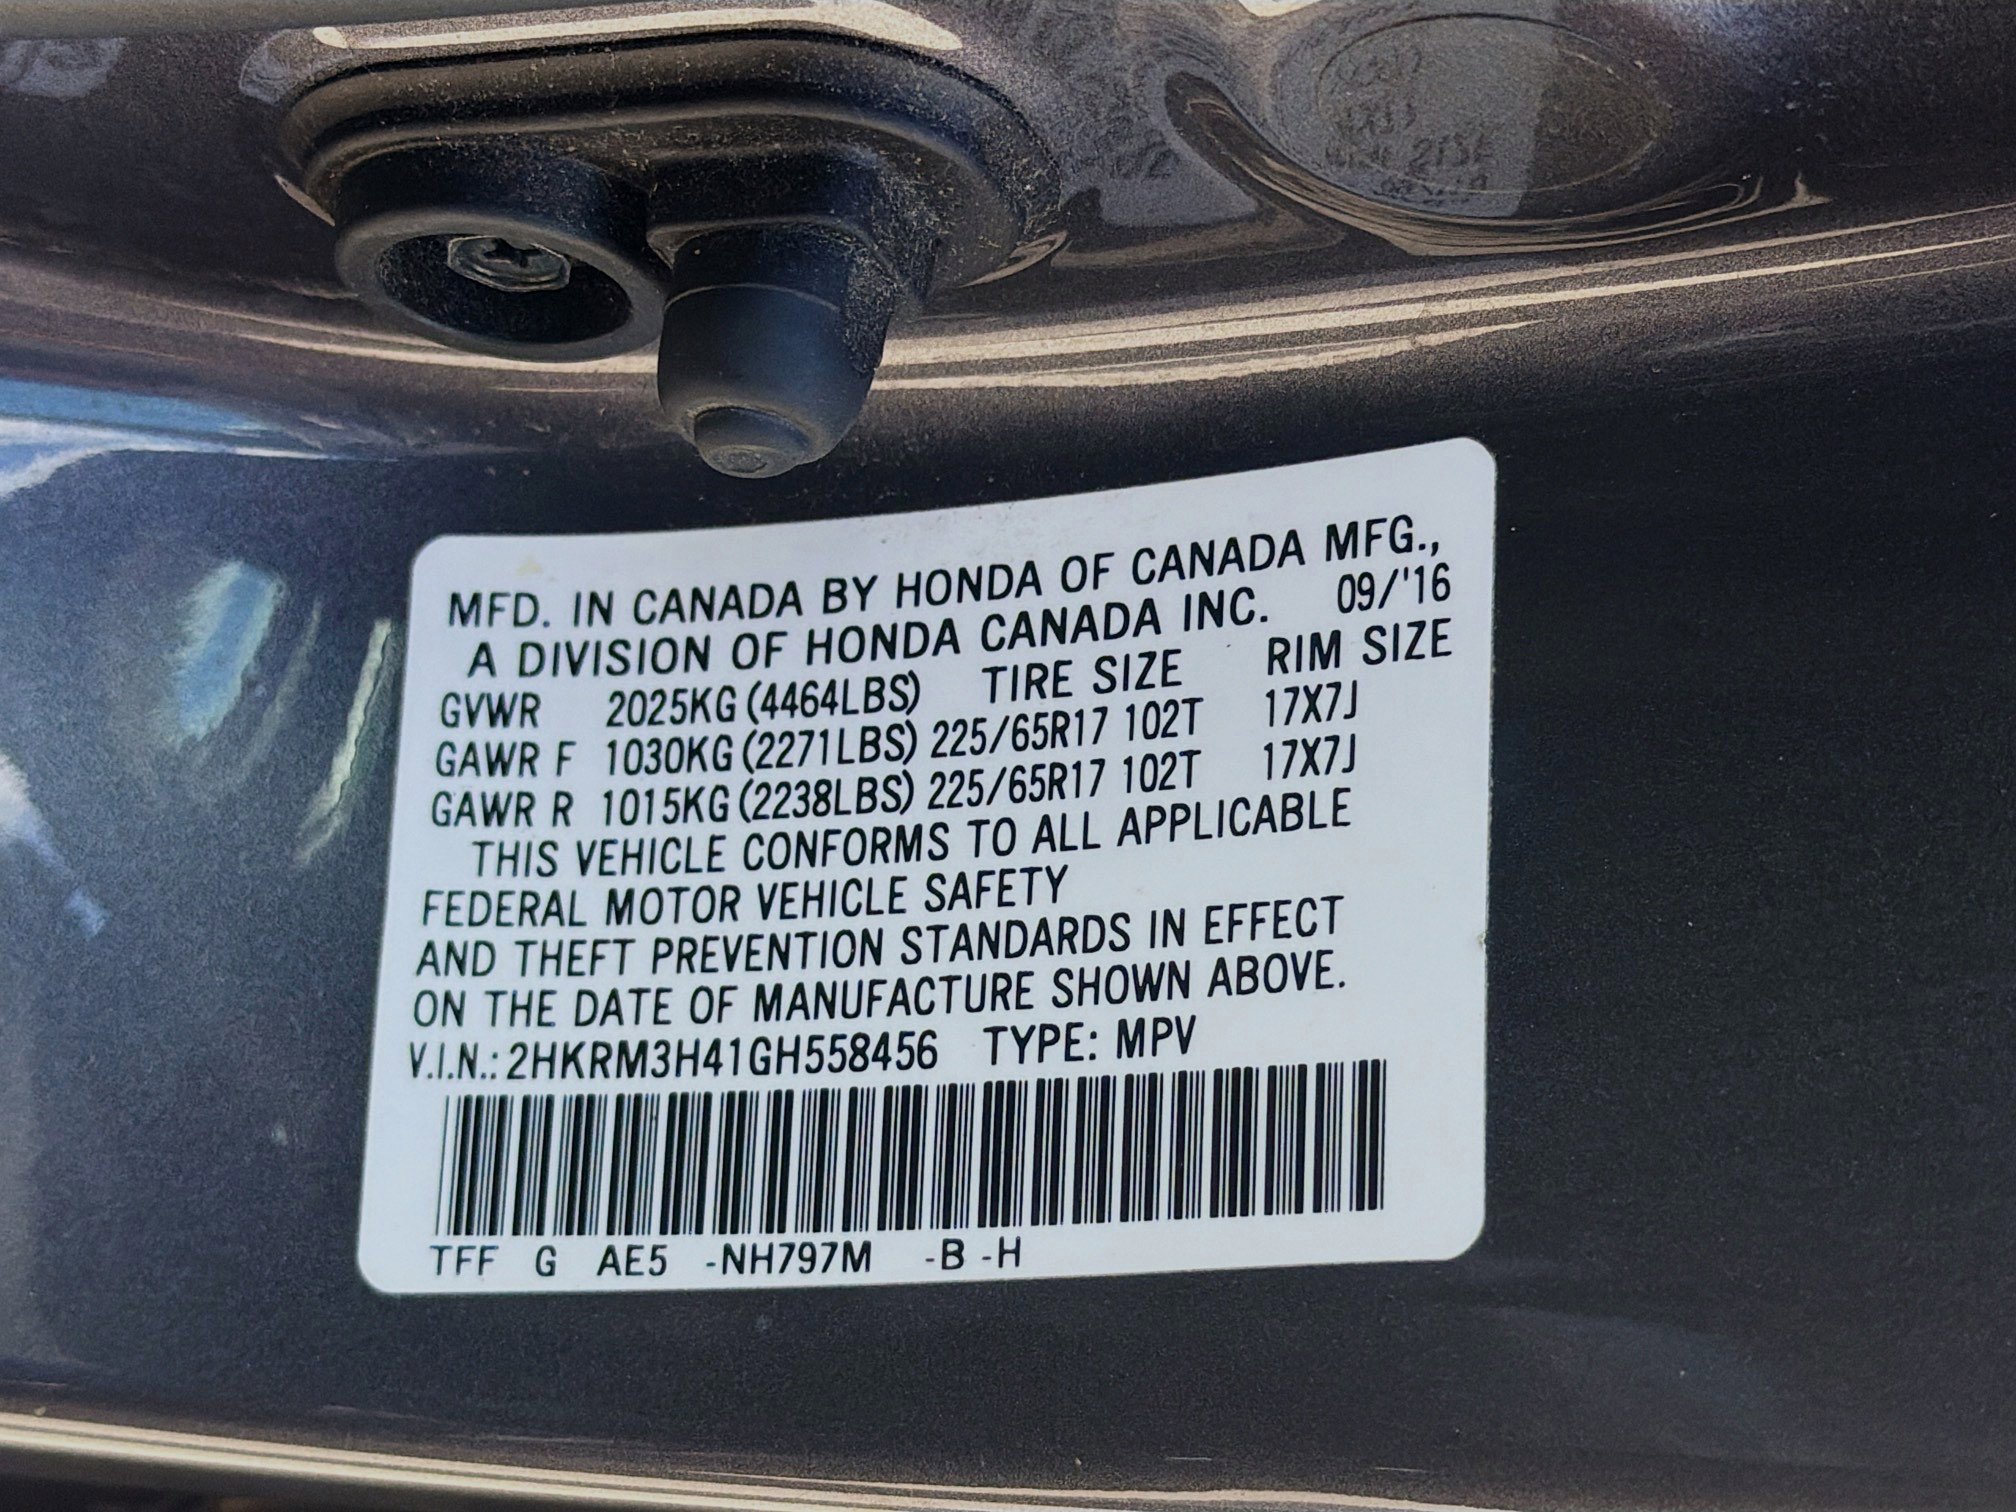 MFD. IN CANADA BY HONDA OF CANADA MFG.,
A DIVISION OF HONDA CANADA INC. 09/'16
GVWR 2025KG (4464LBS) TIRE SIZE RIM SIZE
GAWR F 1030KG (2271LBS) 225/65R17 102T 17X7J
GAWR R 1015KG (2238LBS) 225/65R17 102T 17X7J
THIS VEHICLE CONFORMS TO ALL APPLICABLE
FEDERAL MOTOR VEHICLE SAFETY
AND THEFT PREVENTION STANDARDS IN EFFECT
ON THE DATE OF MANUFACTURE SHOWN ABOVE.
V.I.N.: 2HKRM3H41GH558456 TYPE: MPV
TFF G AE5 -NH797M -B -H